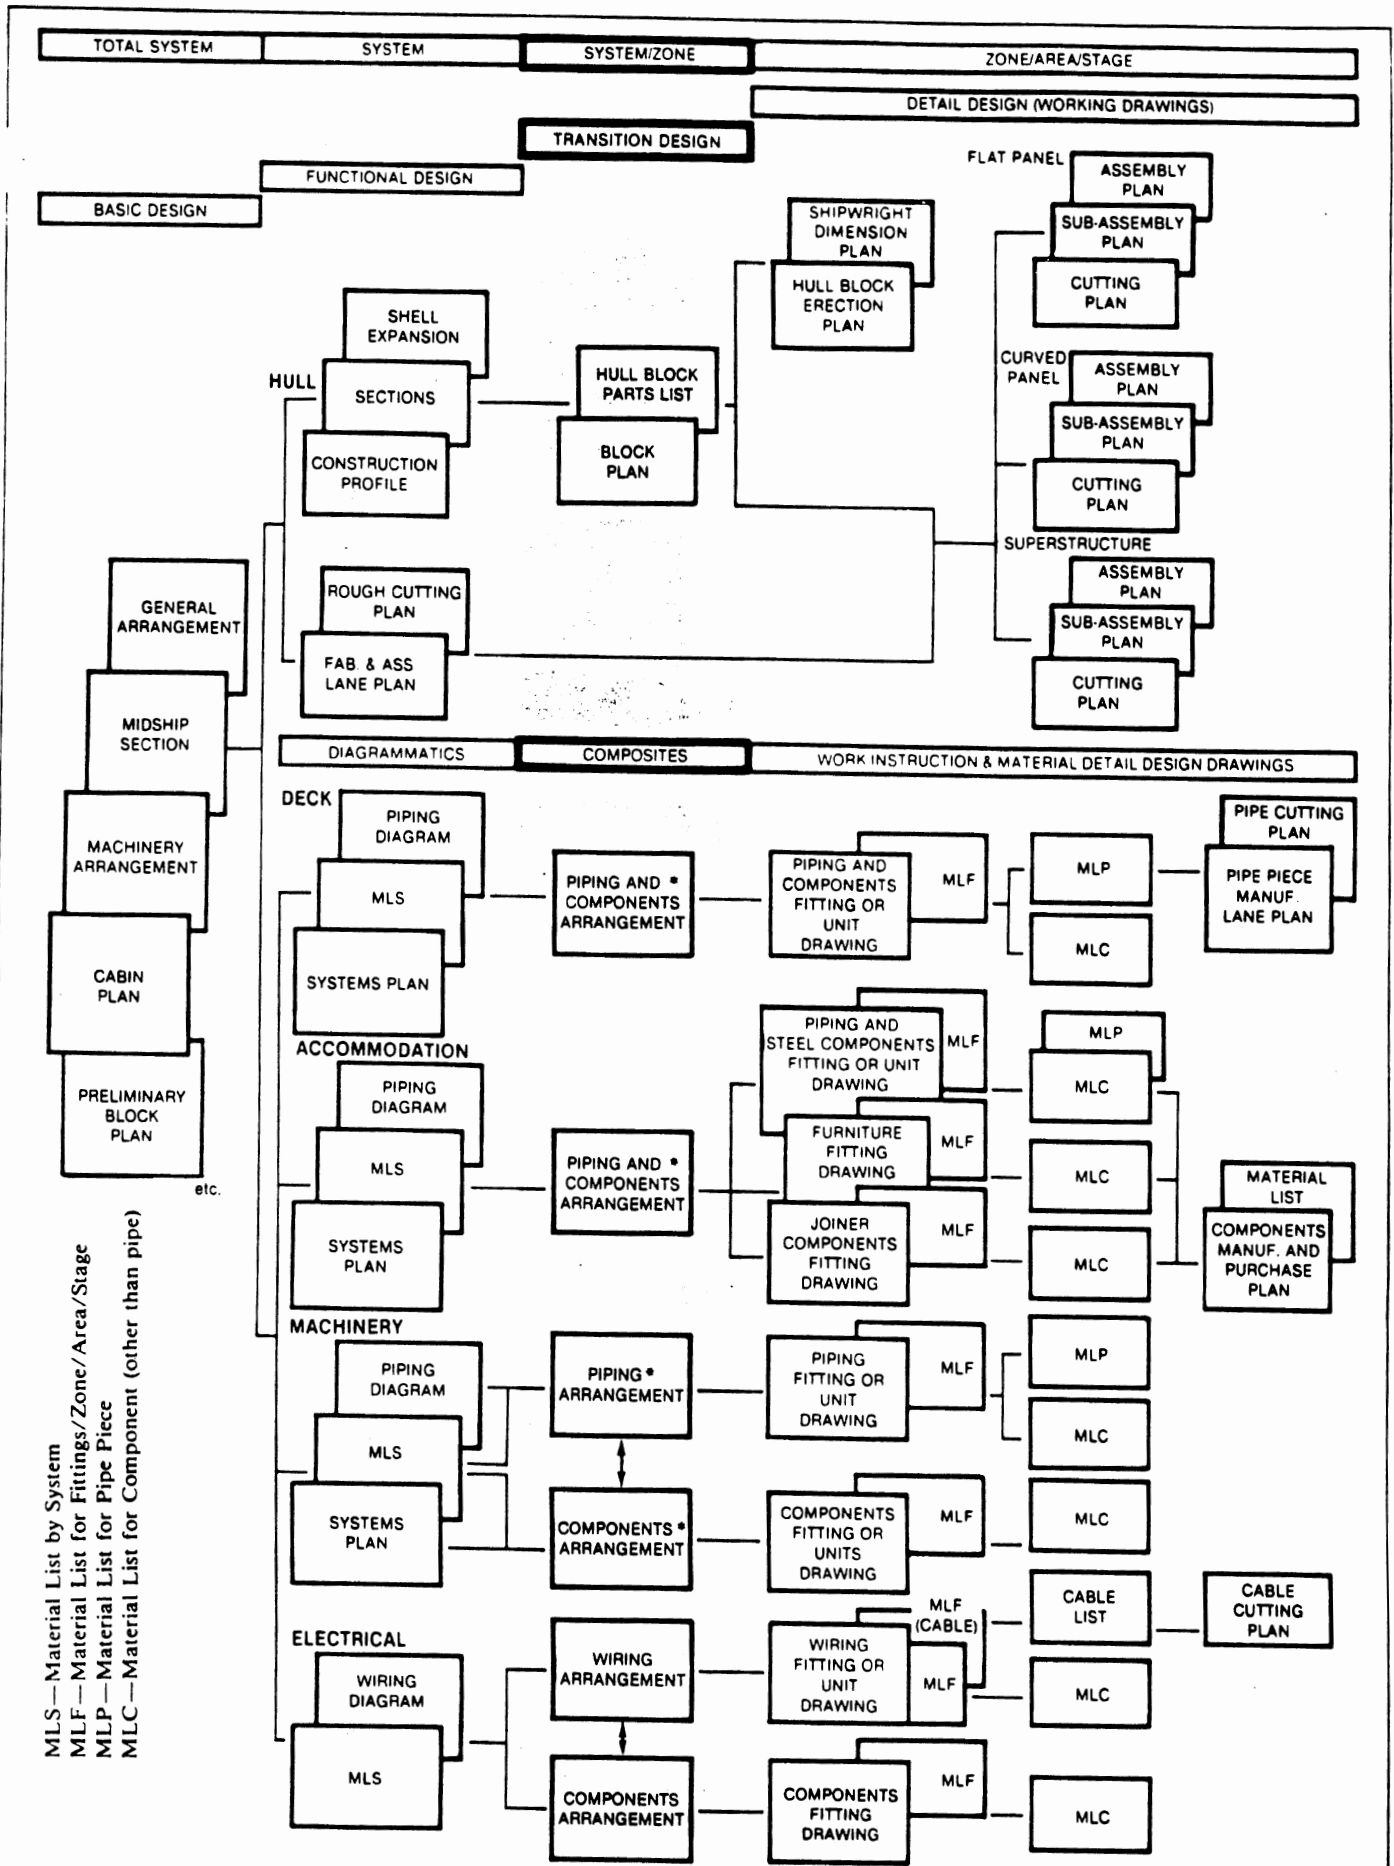 TOTAL SYSTEM
SYSTEM
SYSTEM/ZONE
ZONE/AREA/STAGE
DETAIL DESIGN (WORKING DRAWINGS)
TRANSITION DESIGN
FUNCTIONAL DESIGN
BASIC DESIGN
GENERAL
ARRANGEMENT
MIDSHIP
SECTION
MACHINERY
ARRANGEMENT
CABIN
PLAN
PRELIMINARY
BLOCK
PLAN
etc.
HULL
SHELL
EXPANSION
SECTIONS
CONSTRUCTION
PROFILE
ROUGH CUTTING
PLAN
FAB. & ASS
LANE PLAN
HULL BLOCK
PARTS LIST
BLOCK
PLAN
SHIPWRIGHT
DIMENSION
PLAN
HULL BLOCK
ERECTION
PLAN
FLAT PANEL
ASSEMBLY
PLAN
SUB-ASSEMBLY
PLAN
CUTTING
PLAN
CURVED
PANEL
ASSEMBLY
PLAN
SUB-ASSEMBLY
PLAN
CUTTING
PLAN
SUPERSTRUCTURE
ASSEMBLY
PLAN
SUB-ASSEMBLY
PLAN
CUTTING
PLAN
DIAGRAMMATICS
COMPOSITES
WORK INSTRUCTION & MATERIAL DETAIL DESIGN DRAWINGS
DECK
PIPING
DIAGRAM
MLS
SYSTEMS PLAN
PIPING AND *
COMPONENTS
ARRANGEMENT
PIPING AND
COMPONENTS
FITTING OR
UNIT
DRAWING
MLF
MLP
MLC
PIPE CUTTING
PLAN
PIPE PIECE
MANUF.
LANE PLAN
ACCOMMODATION
PIPING
DIAGRAM
MLS
SYSTEMS
PLAN
PIPING AND *
COMPONENTS
ARRANGEMENT
PIPING AND
STEEL COMPONENTS
FITTING OR UNIT
DRAWING
MLF
FURNITURE
FITTING
DRAWING
MLF
JOINER
COMPONENTS
FITTING
DRAWING
MLF
MLP
MLC
MLC
MLC
MATERIAL
LIST
COMPONENTS
MANUF. AND
PURCHASE
PLAN
MACHINERY
PIPING
DIAGRAM
MLS
SYSTEMS
PLAN
PIPING *
ARRANGEMENT
COMPONENTS *
ARRANGEMENT
PIPING
FITTING OR
UNIT
DRAWING
MLF
MLP
MLC
COMPONENTS
FITTING OR
UNITS
DRAWING
MLF
MLC
ELECTRICAL
WIRING
DIAGRAM
MLS
WIRING
ARRANGEMENT
COMPONENTS
ARRANGEMENT
WIRING
FITTING OR
UNIT
DRAWING
MLF
(CABLE)
MLF
CABLE
LIST
MLC
CABLE
CUTTING
PLAN
COMPONENTS
FITTING
DRAWING
MLF
MLC
MLS—Material List by System
MLF—Material List for Fittings/Zone/Area/Stage
MLP—Material List for Pipe Piece
MLC—Material List for Component (other than pipe)